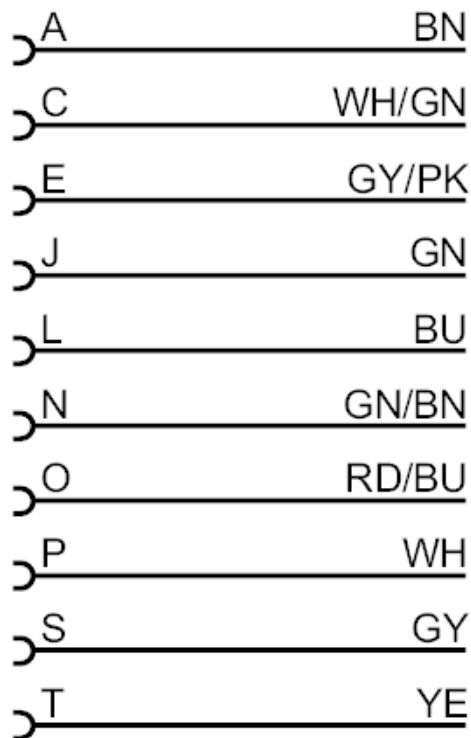 A BN
C WH/GN
E GY/PK
J GN
L BU
N GN/BN
O RD/BU
P WH
S GY
T YE